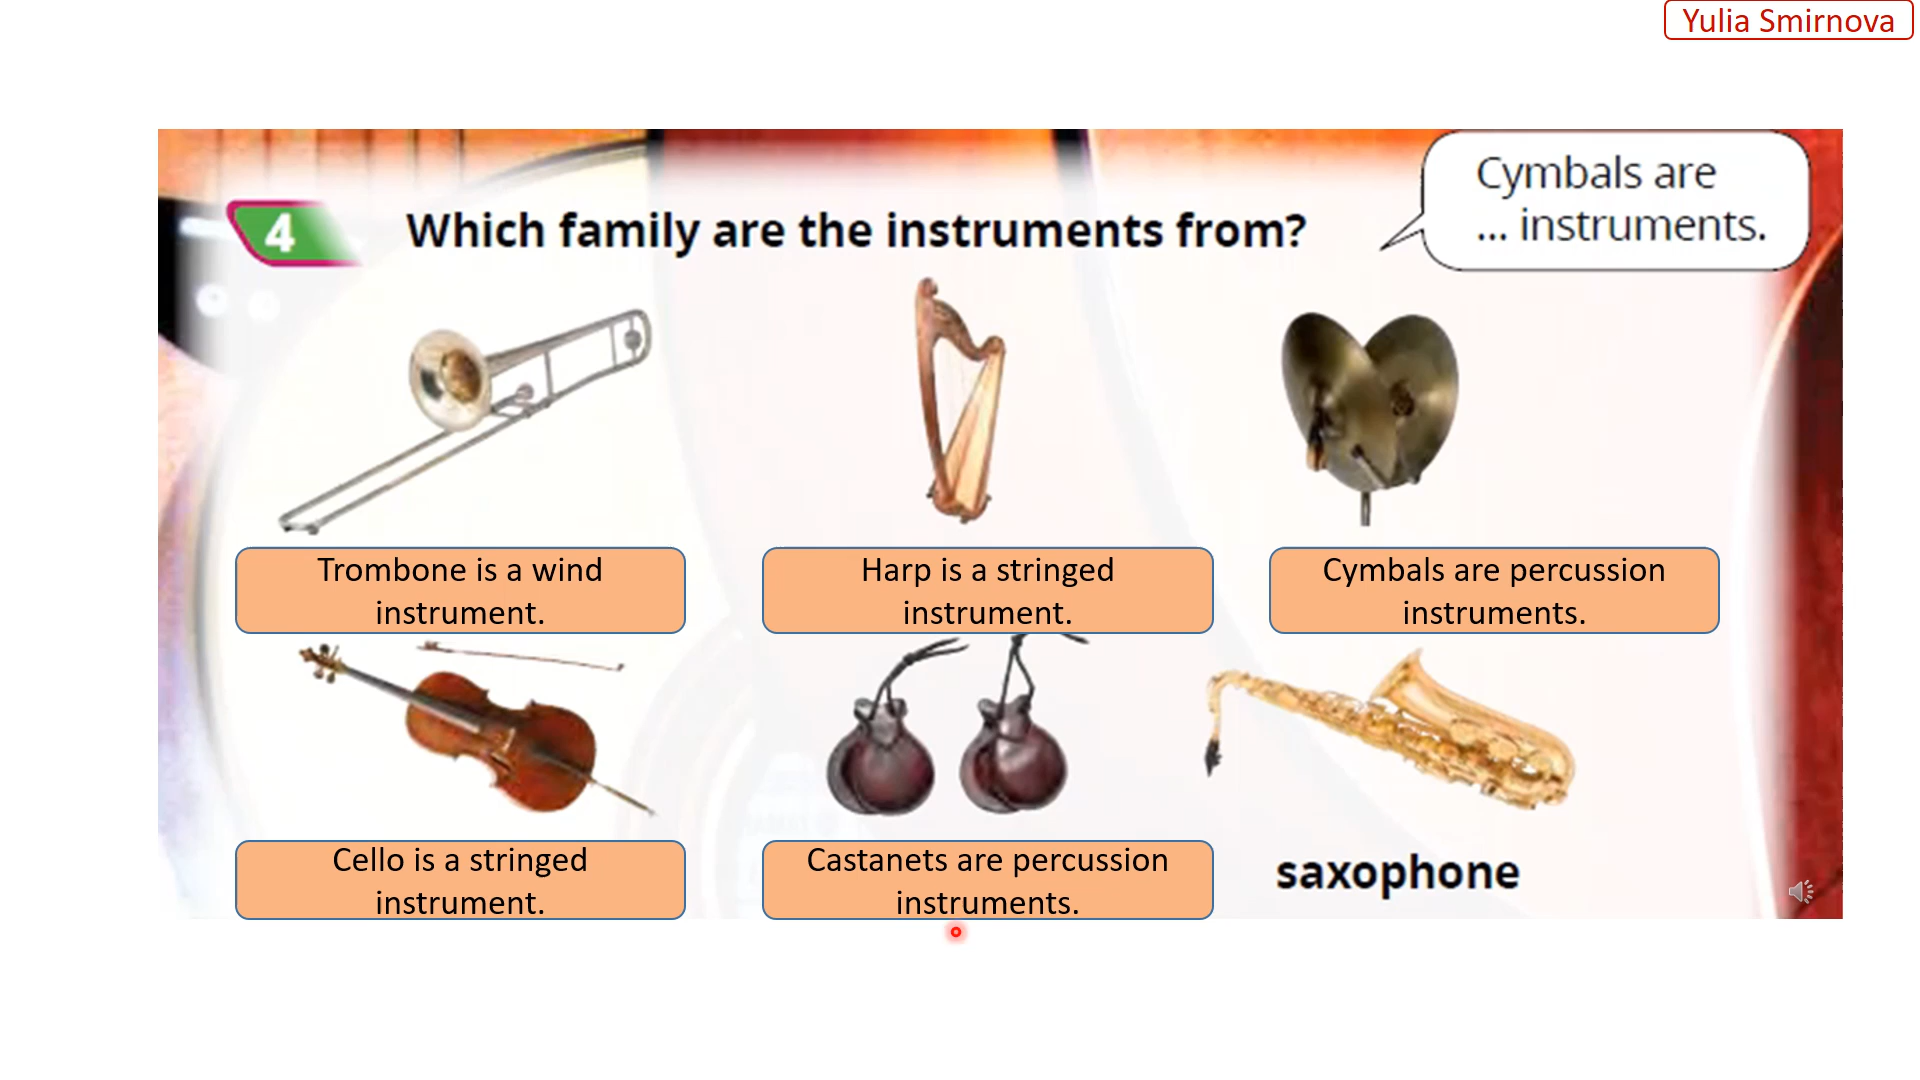 Yulia Smirnova
Cymbals are
... instruments.
4 Which family are the instruments from?
Trombone is a wind
instrument.
Harp is a stringed
instrument.
Cymbals are percussion
instruments.
Cello is a stringed
instrument.
Castanets are percussion
instruments.
saxophone